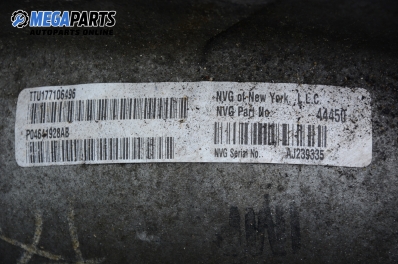 MEGAPARTS
AUTOPARTS ONLINE
TTU177106496
P04641928AB
NVG of New York, L.L.C.
NVG Part No. 44450
NVG Serial No. AJ239335